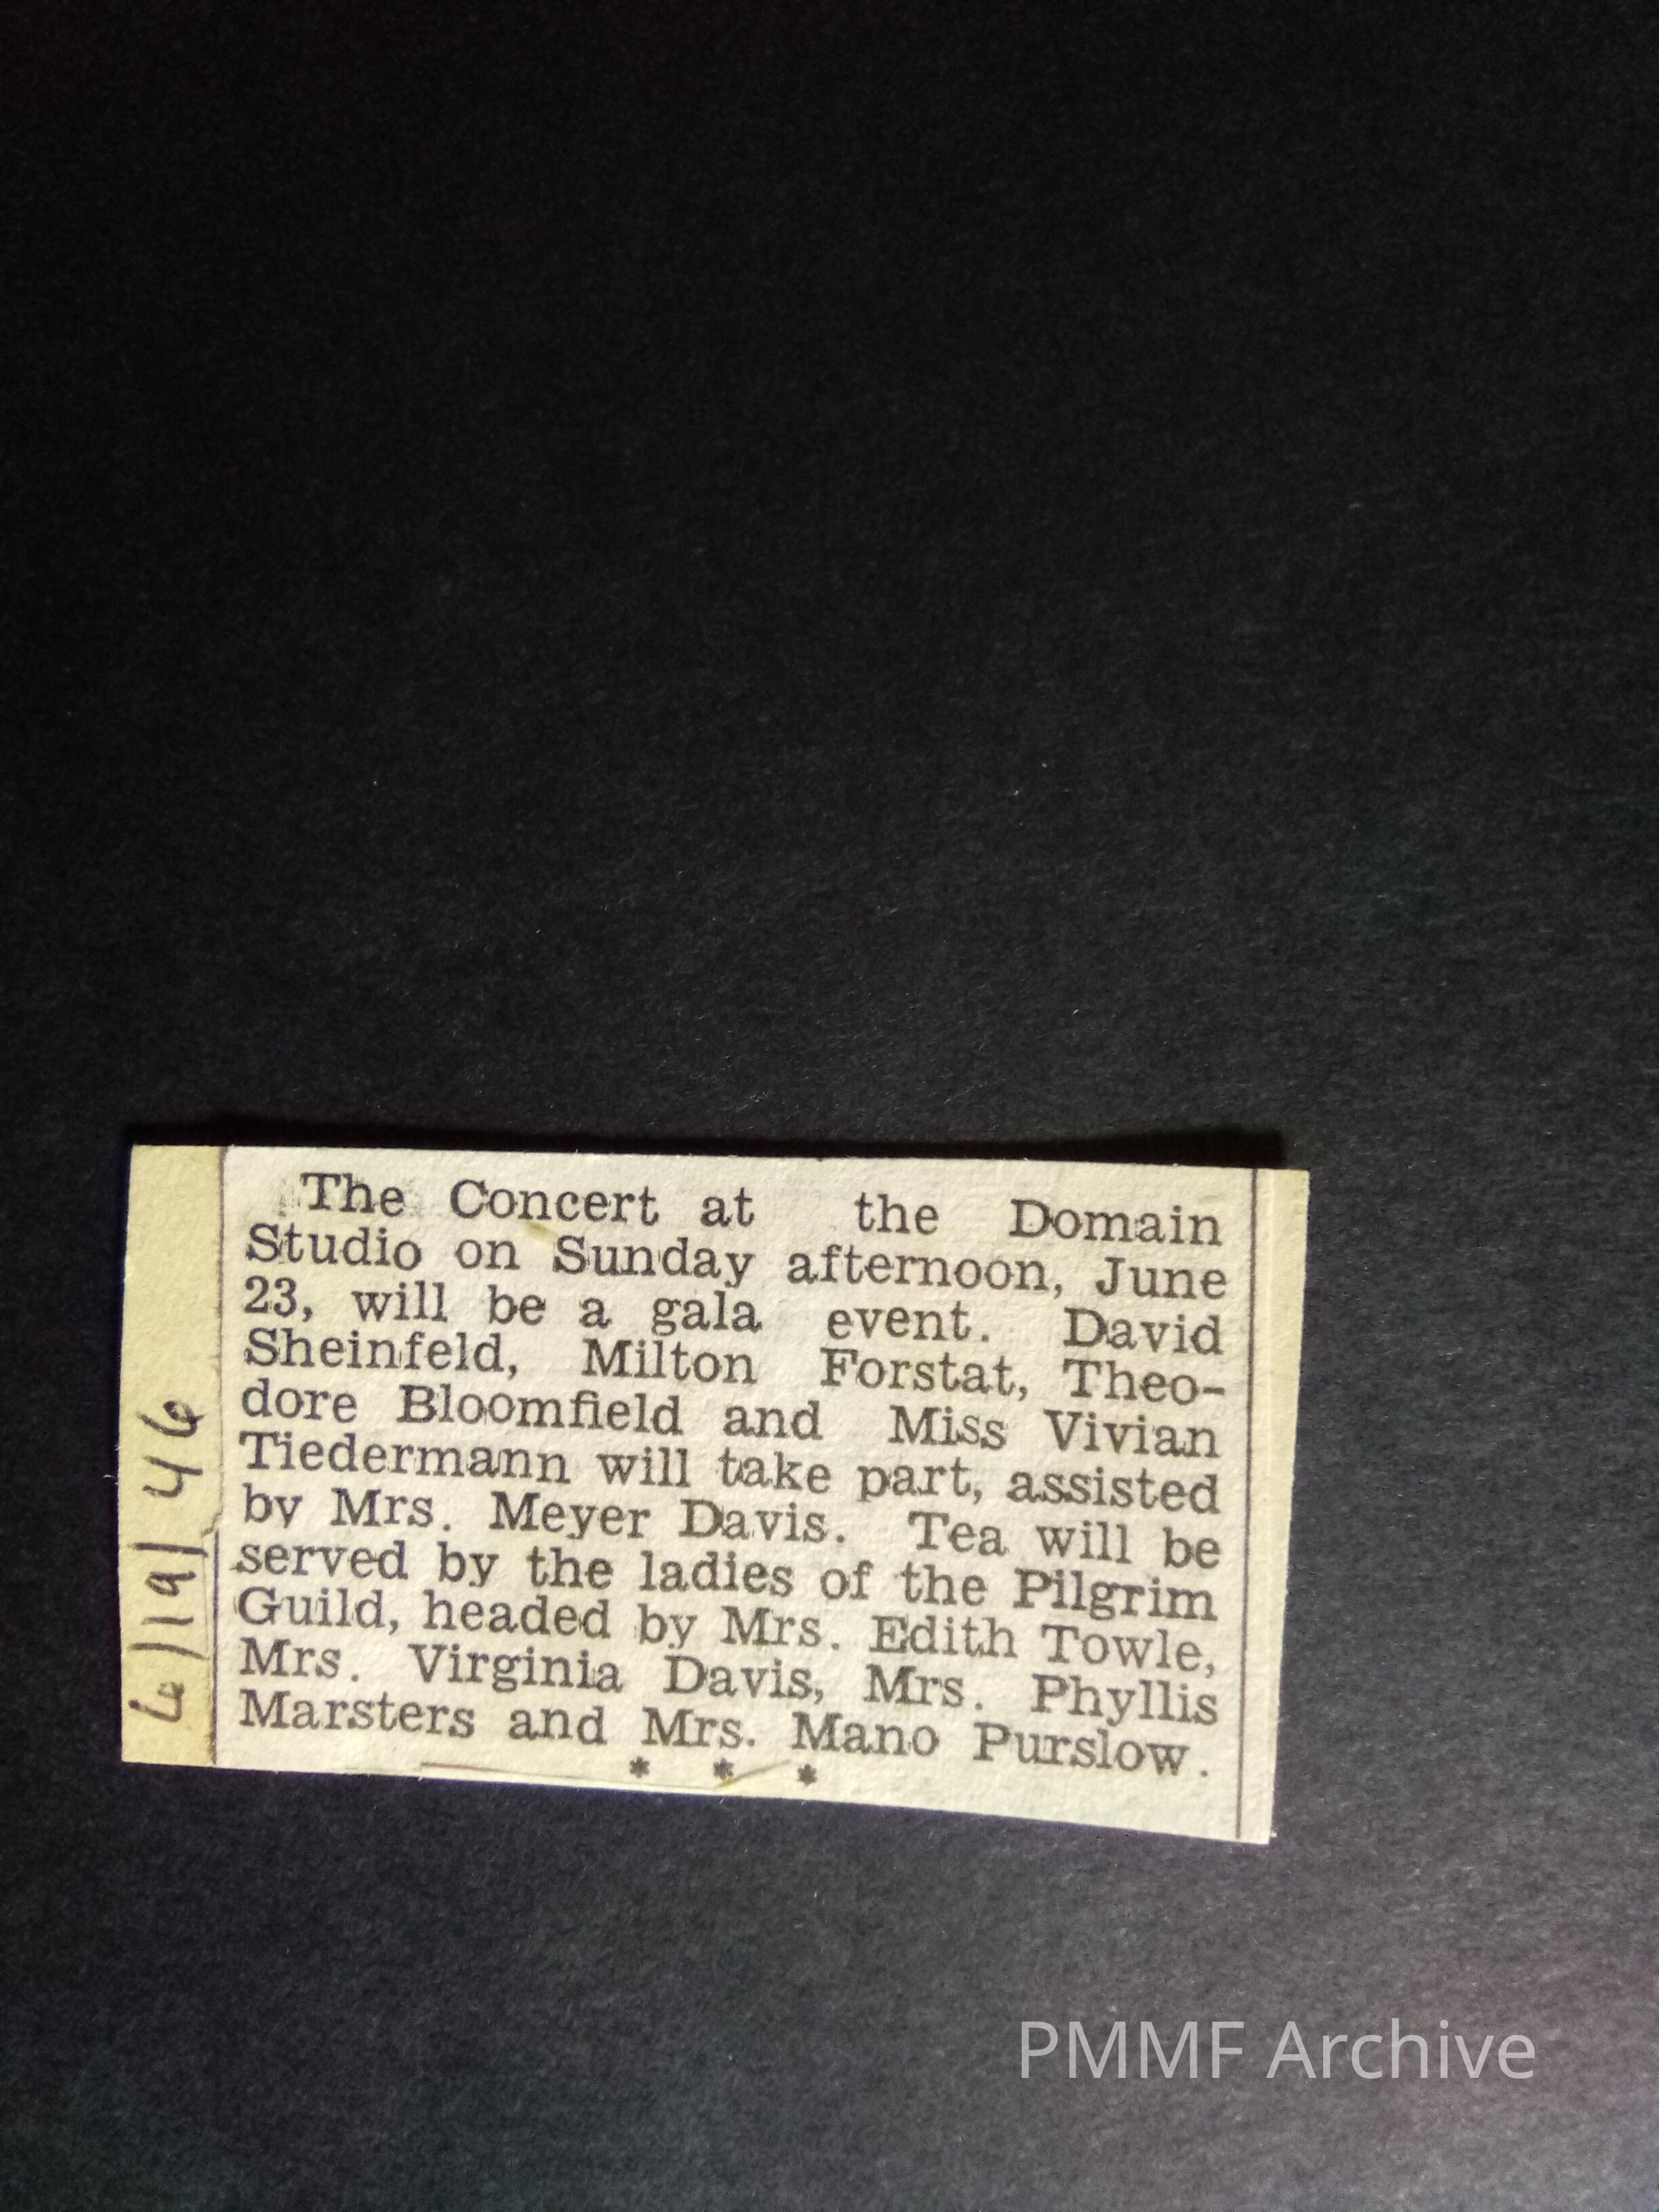 The Concert at the Domain
Studio on Sunday afternoon, June
23, will be a gala event. David
Sheinfeld, Milton Forstat, Theo-
dore Bloomfield and Miss Vivian
Tiedermann will take part, assisted
by Mrs. Meyer Davis. Tea will be
served by the ladies of the Pilgrim
Guild, headed by Mrs. Edith Towle,
Mrs. Virginia Davis, Mrs. Phyllis
Marsters and Mrs. Mano Purslow.
* * *
6/19/46
PMMF Archive